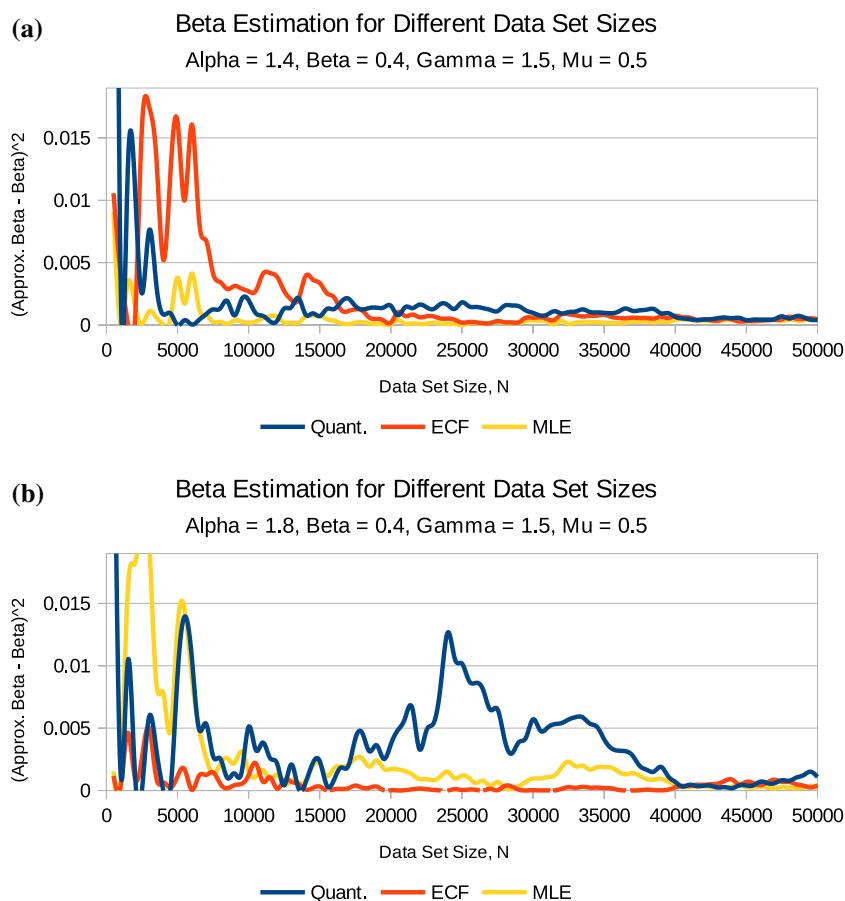 (a)
Beta Estimation for Different Data Set Sizes
Alpha = 1.4, Beta = 0.4, Gamma = 1.5, Mu = 0.5
(Approx. Beta - Beta)^2
0.015
0.01
0.005
0
0 5000 10000 15000 20000 25000 30000 35000 40000 45000 50000
Data Set Size, N
Quant. ECF MLE
(b)
Beta Estimation for Different Data Set Sizes
Alpha = 1.8, Beta = 0.4, Gamma = 1.5, Mu = 0.5
(Approx. Beta - Beta)^2
0.015
0.01
0.005
0
0 5000 10000 15000 20000 25000 30000 35000 40000 45000 50000
Data Set Size, N
Quant. ECF MLE